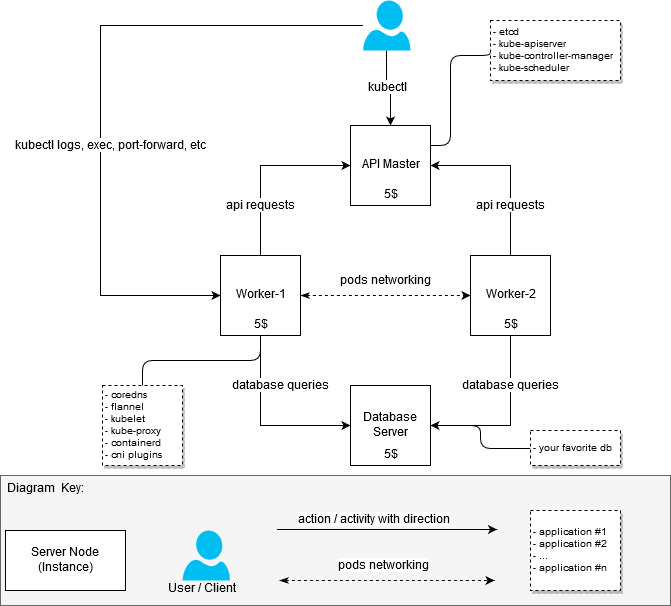 - etcd
- kube-apiserver
- kube-controller-manager
- kube-scheduler
kubectl
kubectl logs, exec, port-forward, etc
API Master
5$
api requests
api requests
Worker-1
5$
pods networking
Worker-2
5$
database queries
database queries
- coredns
- flannel
- kubelet
- kube-proxy
- containerd
- cni plugins
Database
Server
5$
- your favorite db
Diagram Key:
Server Node
(Instance)
User / Client
action / activity with direction
pods networking
- application #1
- application #2
- ...
- application #n